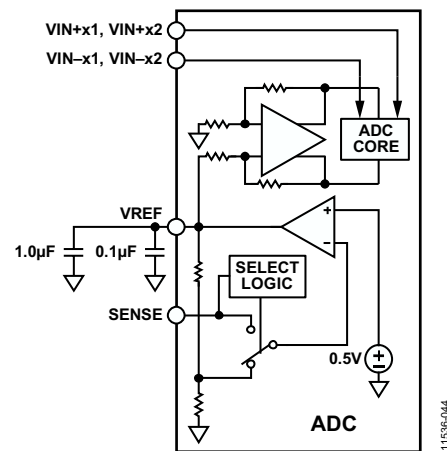 VIN+x1, VIN+x2
VIN–x1, VIN–x2
ADC
CORE
VREF
1.0µF
0.1µF
+
–
SELECT
LOGIC
SENSE
0.5V
+
–
ADC
11536-044